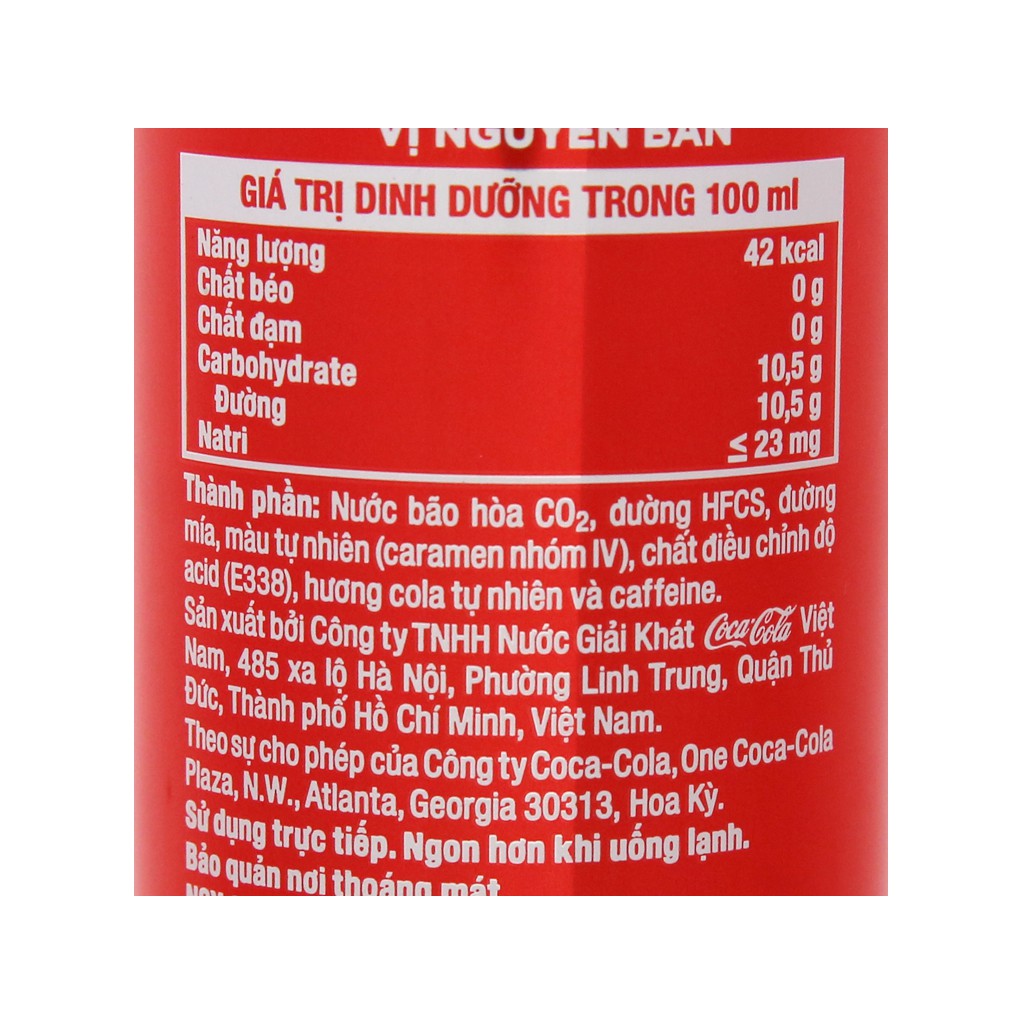 VỊ NGUYÊN BẢN
GIÁ TRỊ DINH DƯỠNG TRONG 100 ml
Năng lượng 42 kcal
Chất béo 0 g
Chất đạm 0 g
Carbohydrate 10,5 g
Đường 10,5 g
Natri ≤ 23 mg
Thành phần: Nước bão hòa CO₂, đường HFCS, đường
mía, màu tự nhiên (caramen nhóm IV), chất điều chỉnh độ
acid (E338), hương cola tự nhiên và caffeine.
Sản xuất bởi Công ty TNHH Nước Giải Khát Coca-Cola Việt
Nam, 485 xa lộ Hà Nội, Phường Linh Trung, Quận Thủ
Đức, Thành phố Hồ Chí Minh, Việt Nam.
Theo sự cho phép của Công ty Coca-Cola, One Coca-Cola
Plaza, N.W., Atlanta, Georgia 30313, Hoa Kỳ.
Sử dụng trực tiếp. Ngon hơn khi uống lạnh.
Bảo quản nơi thoáng mát